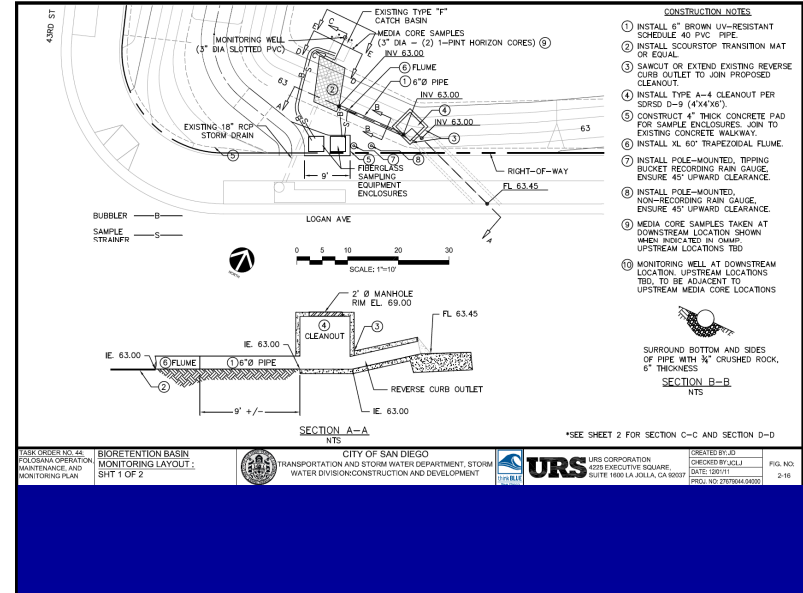 43RD ST
EXISTING TYPE "F"
CATCH BASIN
MONITORING WELL
(3" DIA SLOTTED PVC)
MEDIA CORE SAMPLES
(3" DIA – (2) 1–PINT HORIZON CORES) 9
INV 63.00
6 FLUME
1 6"Ø PIPE
INV 63.00
4
INV 63.00
3
C
E
C
E
D
D
2
63
63
B
S
B
B
B
S
B
S
A
EXISTING 18" RCP
STORM DRAIN
5
9'
5
7
8
FIBERGLASS
SAMPLING
EQUIPMENT
ENCLOSURES
RIGHT–OF–WAY
FL 63.45
A
LOGAN AVE
BUBBLER B
SAMPLE
STRAINER S
NORTH
0 5 10 20 30
SCALE: 1"=10'
2' Ø MANHOLE
RIM EL. 69.00
4
CLEANOUT
3
FL 63.45
IE. 63.00
IE. 63.00
6 FLUME
1 6"Ø PIPE
2
REVERSE CURB OUTLET
9' +/–
IE. 63.00
SECTION A–A
NTS
CONSTRUCTION NOTES
1 INSTALL 6" BROWN UV–RESISTANT
SCHEDULE 40 PVC PIPE.
2 INSTALL SCOURSTOP TRANSITION MAT
OR EQUAL.
3 SAWCUT OR EXTEND EXISTING REVERSE
CURB OUTLET TO JOIN PROPOSED
CLEANOUT.
4 INSTALL TYPE A–4 CLEANOUT PER
SDRSD D–9 (4'X4'X6').
5 CONSTRUCT 4" THICK CONCRETE PAD
FOR SAMPLE ENCLOSURES. JOIN TO
EXISTING CONCRETE WALKWAY.
6 INSTALL XL 60° TRAPEZOIDAL FLUME.
7 INSTALL POLE–MOUNTED, TIPPING
BUCKET RECORDING RAIN GAUGE,
ENSURE 45° UPWARD CLEARANCE.
8 INSTALL POLE–MOUNTED,
NON–RECORDING RAIN GAUGE,
ENSURE 45° UPWARD CLEARANCE.
9 MEDIA CORE SAMPLES TAKEN AT
DOWNSTREAM LOCATION SHOWN
WHEN INDICATED IN OMMP.
UPSTREAM LOCATIONS TBD
10 MONITORING WELL AT DOWNSTREAM
LOCATION. UPSTREAM LOCATIONS
TBD, TO BE ADJACENT TO
UPSTREAM MEDIA CORE LOCATIONS
SURROUND BOTTOM AND SIDES
OF PIPE WITH ¾" CRUSHED ROCK,
6" THICKNESS
SECTION B–B
NTS
*SEE SHEET 2 FOR SECTION C–C AND SECTION D–D
TASK ORDER NO. 44;
FOLOSANA OPERATION,
MAINTENANCE, AND
MONITORING PLAN
BIORETENTION BASIN
MONITORING LAYOUT :
SHT 1 OF 2
CITY OF SAN DIEGO
TRANSPORTATION AND STORM WATER DEPARTMENT, STORM
WATER DIVISION:CONSTRUCTION AND DEVELOPMENT
think BLUE
URS
URS CORPORATION
4225 EXECUTIVE SQUARE,
SUITE 1600 LA JOLLA, CA 92037
CREATED BY:JD
CHECKED BY:JCLJ
DATE: 12/01/11
PROJ. NO: 27679044.04000
FIG. NO.
2-16